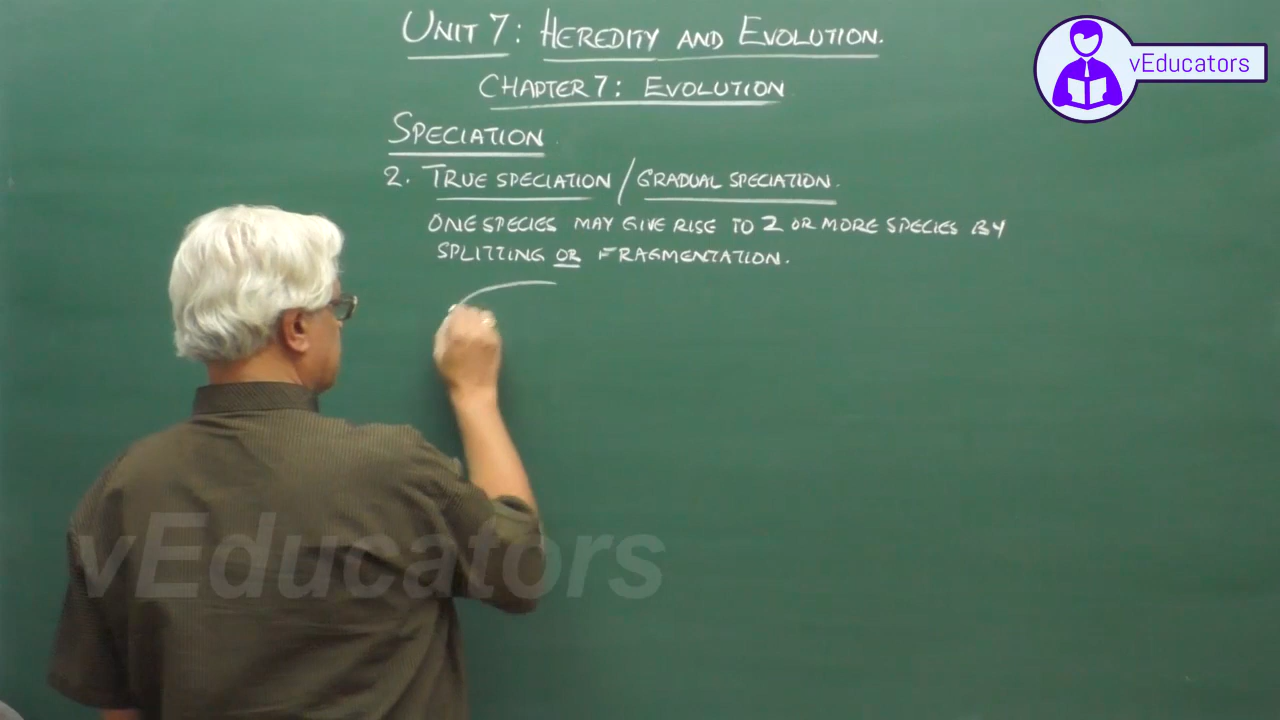 UNIT 7: HEREDITY AND EVOLUTION.
vEducators
CHAPTER 7: EVOLUTION
SPECIATION
2. TRUE SPECIATION / GRADUAL SPECIATION.
ONE SPECIES MAY GIVE RISE TO 2 OR MORE SPECIES BY
SPLITTING OR FRAGMENTATION.
vEducators